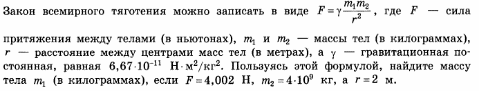 Закон всемирного тяготения можно записать в виде F=γ\frac{m₁m₂}{r²}, где F — сила
притяжения между телами (в ньютонах), m₁ и m₂ — массы тел (в килограммах),
r — расстояние между центрами масс тел (в метрах), а γ — гравитационная по-
стоянная, равная 6,67·10⁻¹¹ Н·м²/кг². Пользуясь этой формулой, найдите массу
тела m₁ (в килограммах), если F=4,002 Н, m₂=4·10⁹ кг, а r=2 м.